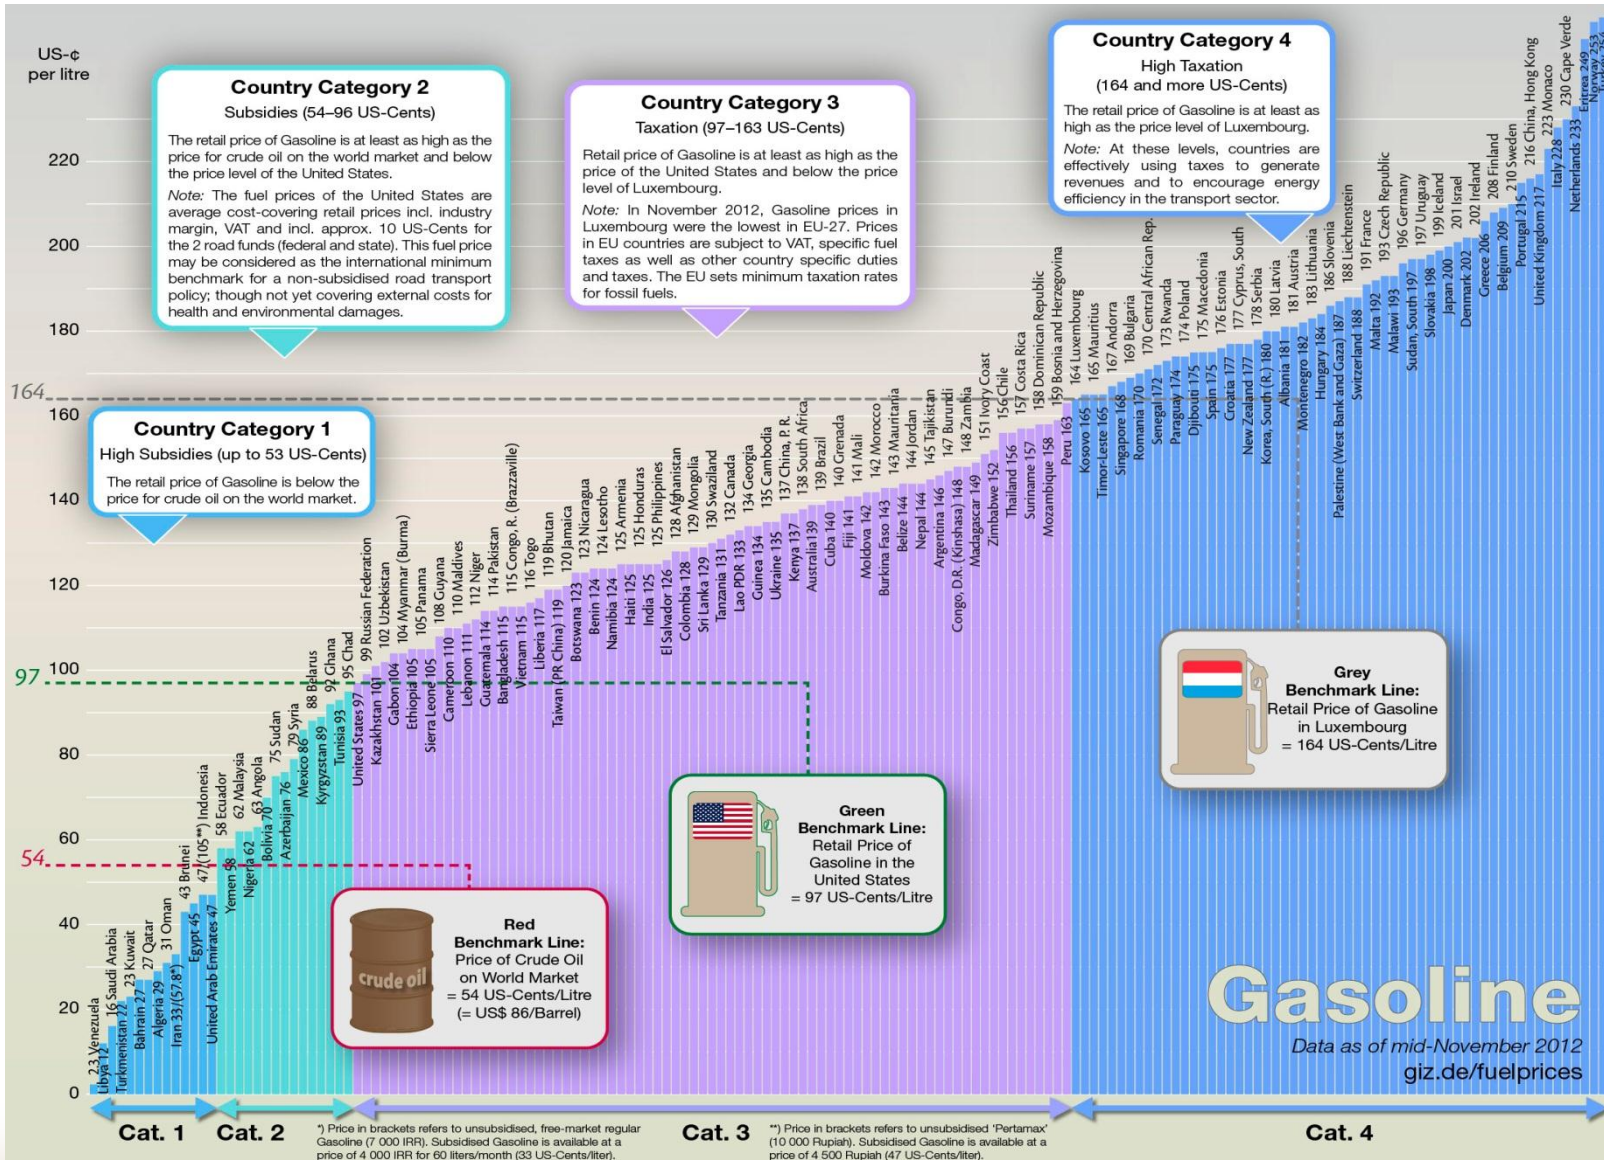 US-¢
per litre
220
200
180
164
160
140
120
100
97
80
60
54
40
20
0
Country Category 1
High Subsidies (up to 53 US-Cents)
The retail price of Gasoline is below the
price for crude oil on the world market.
Country Category 2
Subsidies (54–96 US-Cents)
The retail price of Gasoline is at least as high as the
price for crude oil on the world market and below
the price level of the United States.
Note: The fuel prices of the United States are
average cost-covering retail prices incl. industry
margin, VAT and incl. approx. 10 US-Cents for
the 2 road funds (federal and state). This fuel price
may be considered as the international minimum
benchmark for a non-subsidised road transport
policy; though not yet covering external costs for
health and environmental damages.
Country Category 3
Taxation (97–163 US-Cents)
Retail price of Gasoline is at least as high as the
price of the United States and below the price
level of Luxembourg.
Note: In November 2012, Gasoline prices in
Luxembourg were the lowest in EU-27. Prices
in EU countries are subject to VAT, specific fuel
taxes as well as other country specific duties
and taxes. The EU sets minimum taxation rates
for fossil fuels.
Country Category 4
High Taxation
(164 and more US-Cents)
The retail price of Gasoline is at least as
high as the price level of Luxembourg.
Note: At these levels, countries are
effectively using taxes to generate
revenues and to encourage energy
efficiency in the transport sector.
2.3 Venezuela
Libya 12
16 Saudi Arabia
Turkmenistan 22
23 Kuwait
Bahrain 27
27 Qatar
Algeria 29
31 Oman
Iran 33/(57.8*)
43 Brunei
Egypt 45
47/(105**) Indonesia
United Arab Emirates 47
58 Ecuador
Yemen 58
62 Malaysia
Nigeria 62
63 Angola
Bolivia 70
75 Sudan
Azerbaijan 76
79 Syria
Mexico 86
88 Belarus
Kyrgyzstan 89
92 Ghana
Tunisia 93
95 Chad
United States 97
99 Russian Federation
Kazakhstan 101
102 Uzbekistan
Gabon 104
104 Myanmar (Burma)
Ethiopia 105
105 Panama
Sierra Leone 105
108 Guyana
Cameroon 110
110 Maldives
Lebanon 111
112 Niger
Guatemala 114
114 Pakistan
Bangladesh 115
115 Congo, R. (Brazzaville)
Vietnam 115
116 Togo
Liberia 117
119 Bhutan
Taiwan (PR China) 119
120 Jamaica
Botswana 123
123 Nicaragua
Benin 124
124 Lesotho
Namibia 124
125 Armenia
Haiti 125
125 Honduras
India 125
125 Philippines
El Salvador 126
128 Afghanistan
Colombia 128
129 Mongolia
Sri Lanka 129
130 Swaziland
Tanzania 131
132 Canada
Lao PDR 133
134 Georgia
Guinea 134
135 Cambodia
Ukraine 135
137 China, P. R.
Kenya 137
138 South Africa
Australia139
139 Brazil
Cuba 140
140 Grenada
Fiji 141
141 Mali
Moldova 142
142 Morocco
Burkina Faso 143
143 Mauritania
Belize 144
144 Jordan
Nepal 144
145 Tajikistan
Argentina 146
147 Burundi
Congo, D.R. (Kinshasa) 148
148 Zambia
Madagascar 149
151 Ivory Coast
Zimbabwe 152
156 Chile
Thailand 156
157 Costa Rica
Suriname 157
158 Dominican Republic
Mozambique 158
159 Bosnia and Herzegovina
Peru 163
164 Luxembourg
Kosovo 165
165 Mauritius
Timor-Leste 165
167 Andorra
Singapore 168
169 Bulgaria
Romania 170
170 Central African Rep.
Senegal 172
173 Rwanda
Paraguay 174
174 Poland
Djibouti 175
175 Macedonia
Spain 175
176 Estonia
Croatia 177
177 Cyprus, South
New Zealand 177
178 Serbia
Korea, South (R.) 180
180 Latvia
Albania 181
181 Austria
Montenegro 182
183 Lithuania
Hungary 184
186 Slovenia
Palestine (West Bank and Gaza) 187
188 Liechtenstein
Switzerland 188
191 France
Malta 192
193 Czech Republic
Malawi 193
196 Germany
Sudan, South 197
197 Uruguay
Slovakia 198
199 Iceland
Japan 200
201 Israel
Denmark 202
202 Ireland
Greece 206
208 Finland
Belgium 209
210 Sweden
Portugal 215
216 China, Hong Kong
United Kingdom 217
223 Monaco
Italy 228
230 Cape Verde
Netherlands 233
Eritrea 249
Norway 253
Red
Benchmark Line:
Price of Crude Oil
on World Market
= 54 US-Cents/Litre
(= US$ 86/Barrel)
crude oil
Green
Benchmark Line:
Retail Price of
Gasoline in the
United States
= 97 US-Cents/Litre
Grey
Benchmark Line:
Retail Price of Gasoline
in Luxembourg
= 164 US-Cents/Litre
Gasoline
Data as of mid-November 2012
giz.de/fuelprices
Cat. 1
Cat. 2
Cat. 3
Cat. 4
*) Price in brackets refers to unsubsidised, free-market regular
Gasoline (7 000 IRR). Subsidised Gasoline is available at a
price of 4 000 IRR for 60 liters/month (33 US-Cents/liter).
**) Price in brackets refers to unsubsidised 'Pertamax'
(10 000 Rupiah). Subsidised Gasoline is available at a
price of 4 500 Rupiah (47 US-Cents/liter).